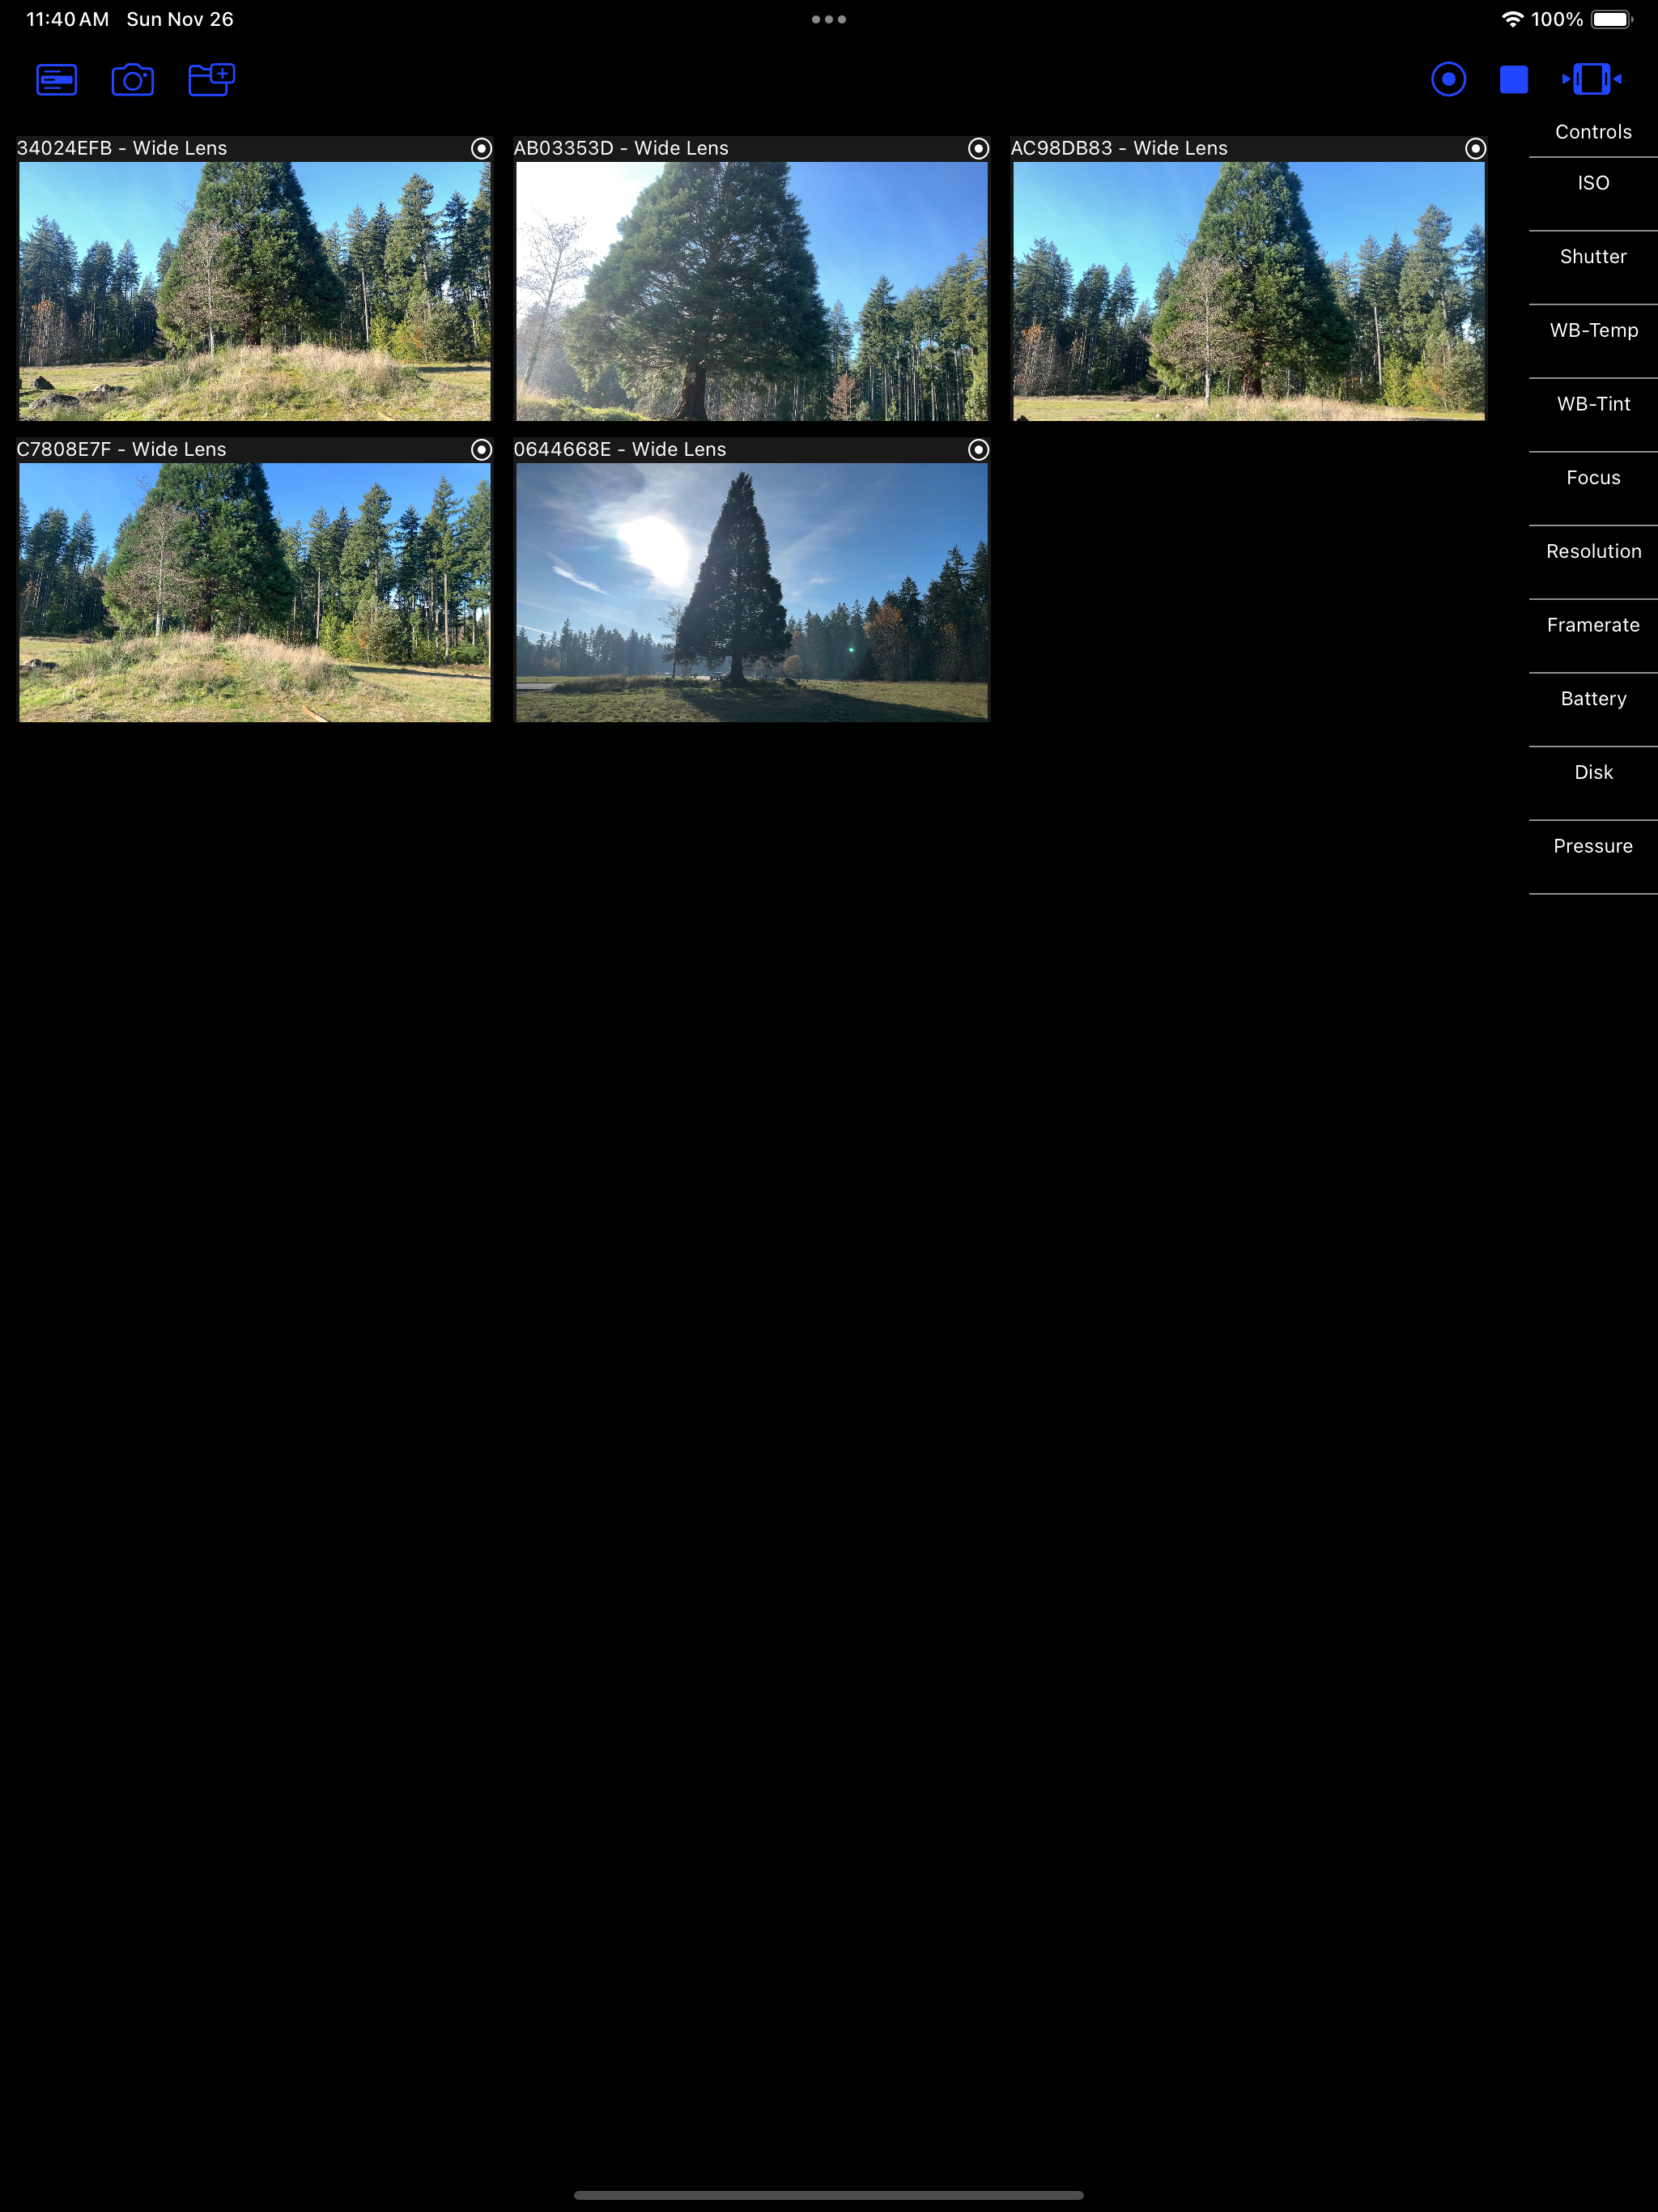 11:40 AM Sun Nov 26
100%
Controls
34024EFB - Wide Lens
AB03353D - Wide Lens
AC98DB83 - Wide Lens
ISO
Shutter
WB-Temp
WB-Tint
C7808E7F - Wide Lens
0644668E - Wide Lens
Focus
Resolution
Framerate
Battery
Disk
Pressure